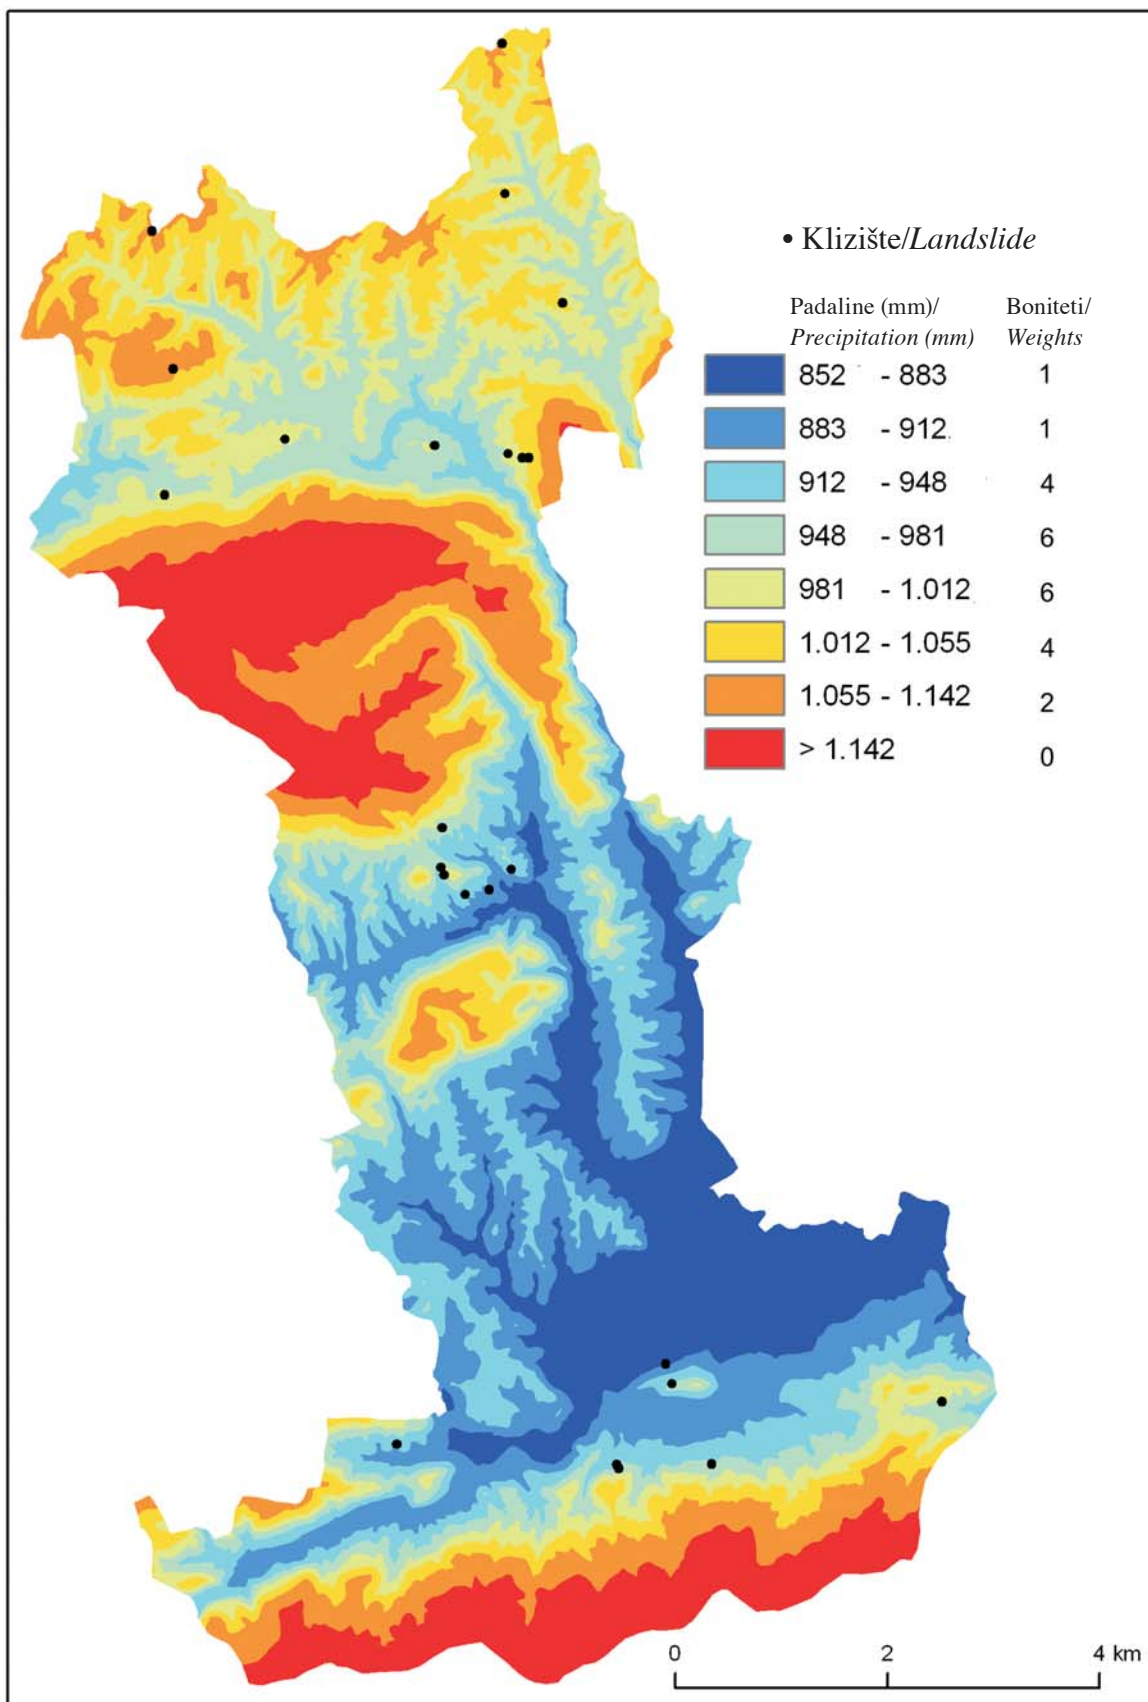 • Klizište/Landslide
Padaline (mm)/ Boniteti/
Precipitation (mm) Weights
852 - 883 1
883 - 912 1
912 - 948 4
948 - 981 6
981 - 1.012 6
1.012 - 1.055 4
1.055 - 1.142 2
> 1.142 0
0 2 4 km